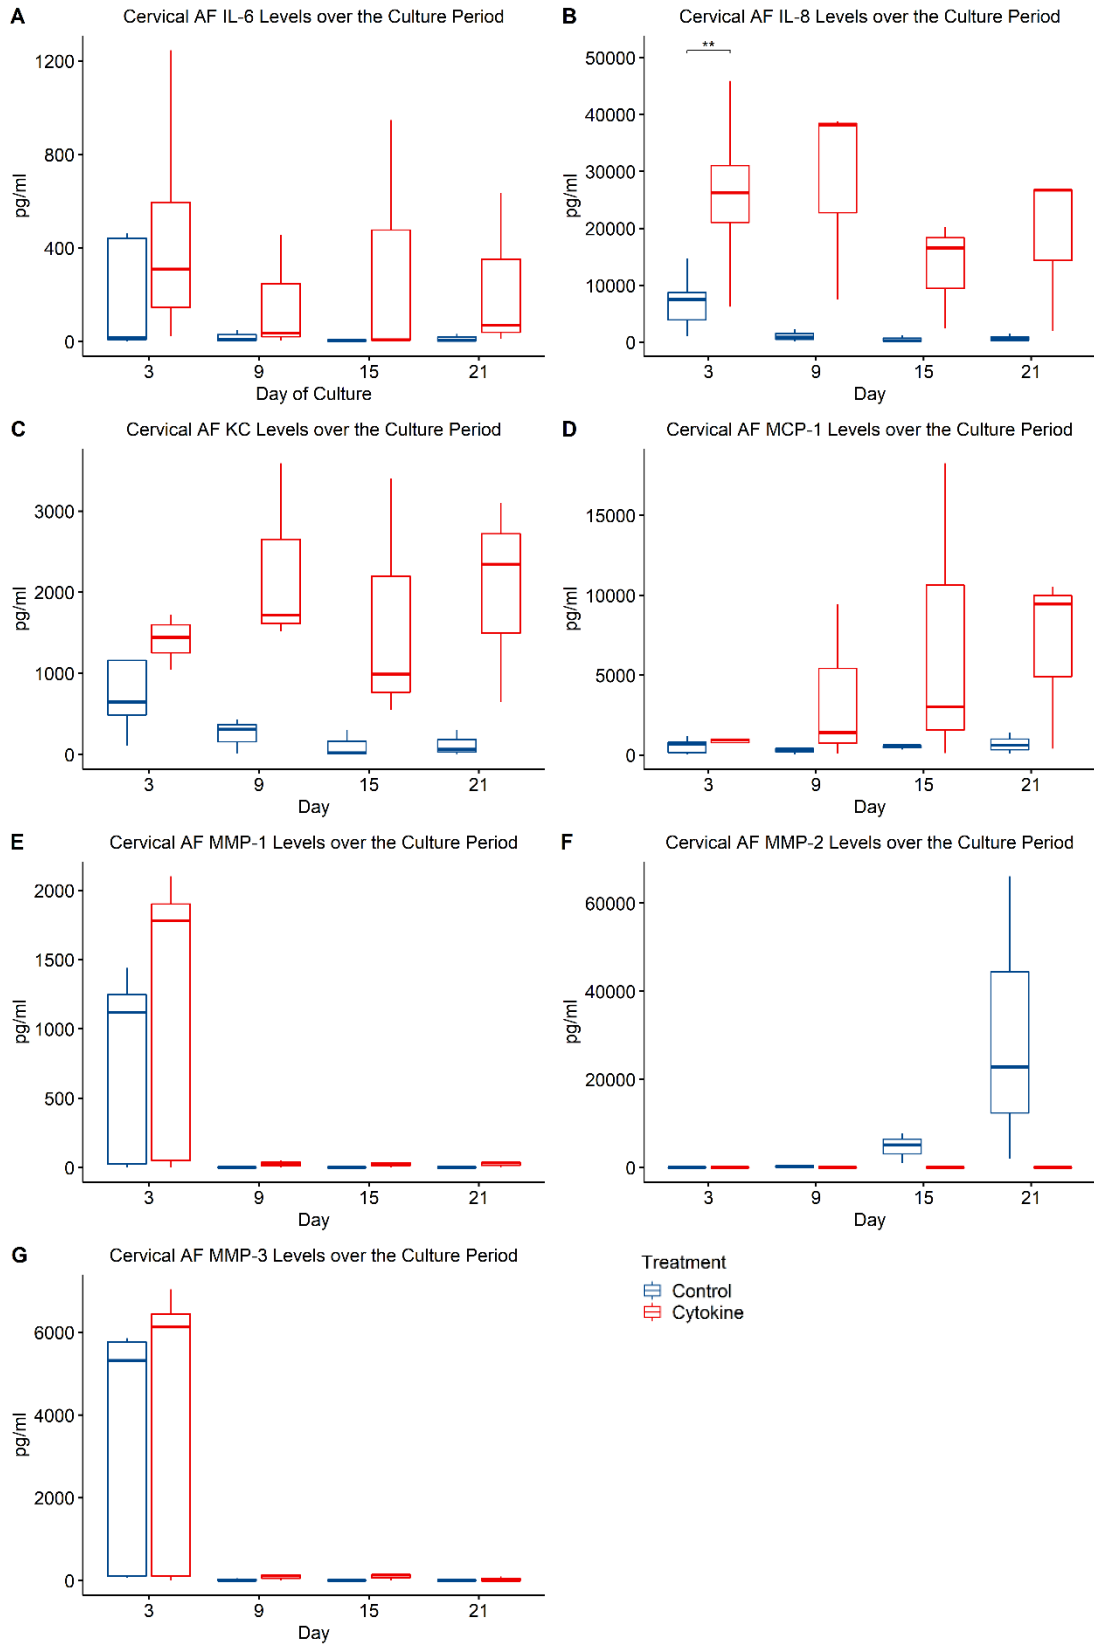 A
Cervical AF IL-6 Levels over the Culture Period
pg/ml
1200
800
400
0
3 9 15 21
Day of Culture
B
Cervical AF IL-8 Levels over the Culture Period
pg/ml
**
50000
40000
30000
20000
10000
0
3 9 15 21
Day
C
Cervical AF KC Levels over the Culture Period
pg/ml
3000
2000
1000
0
3 9 15 21
Day
D
Cervical AF MCP-1 Levels over the Culture Period
pg/ml
15000
10000
5000
0
3 9 15 21
Day
E
Cervical AF MMP-1 Levels over the Culture Period
pg/ml
2000
1500
1000
500
0
3 9 15 21
Day
F
Cervical AF MMP-2 Levels over the Culture Period
pg/ml
60000
40000
20000
0
3 9 15 21
Day
G
Cervical AF MMP-3 Levels over the Culture Period
pg/ml
6000
4000
2000
0
3 9 15 21
Day
Treatment
Control
Cytokine